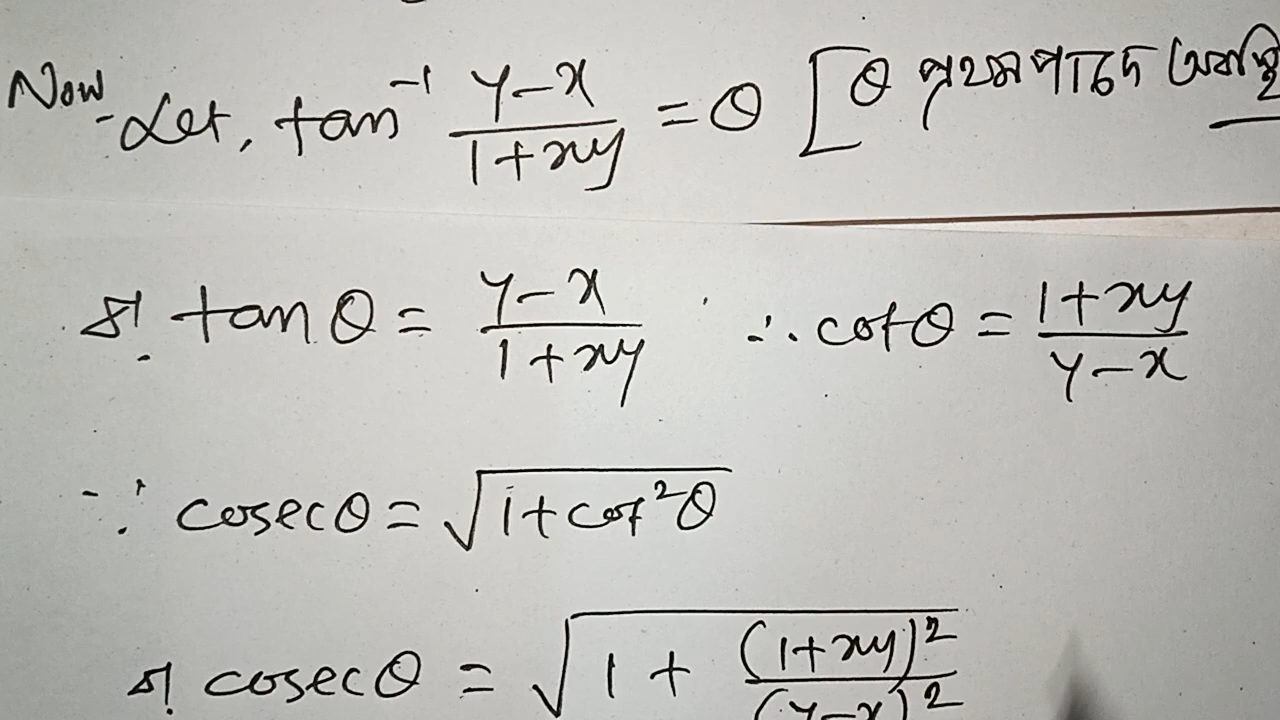 Now Let, tan⁻¹ (y-x)/(1+xy) = θ [θ প্রথম পাদে
বা, tanθ = (y-x)/(1+xy) ∴ cotθ = (1+xy)/(y-x)
∵ cosecθ = √(1+cot²θ)
বা, cosecθ = √(1 + (1+xy)²/(y-x)²)